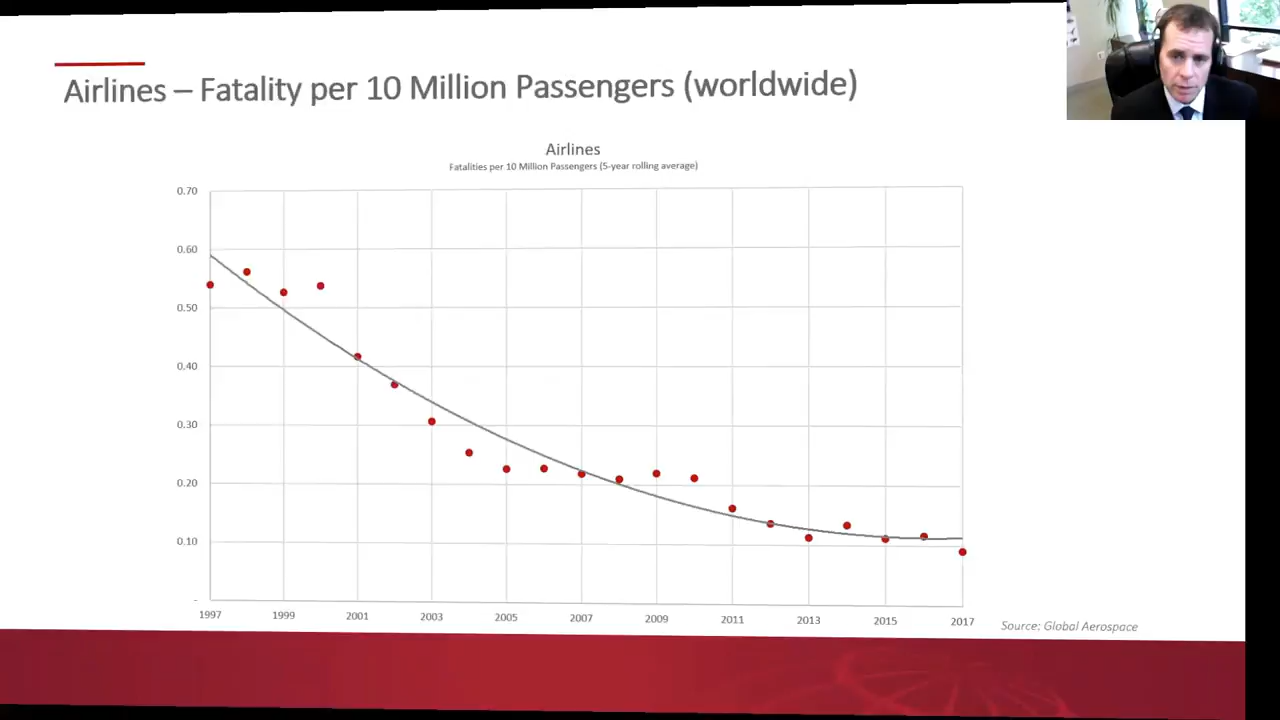 Airlines – Fatality per 10 Million Passengers (worldwide)
Airlines
Fatalities per 10 Million Passengers (5-year rolling average)
0.70
0.60
0.50
0.40
0.30
0.20
0.10
-
1997 1999 2001 2003 2005 2007 2009 2011 2013 2015 2017
Source: Global Aerospace